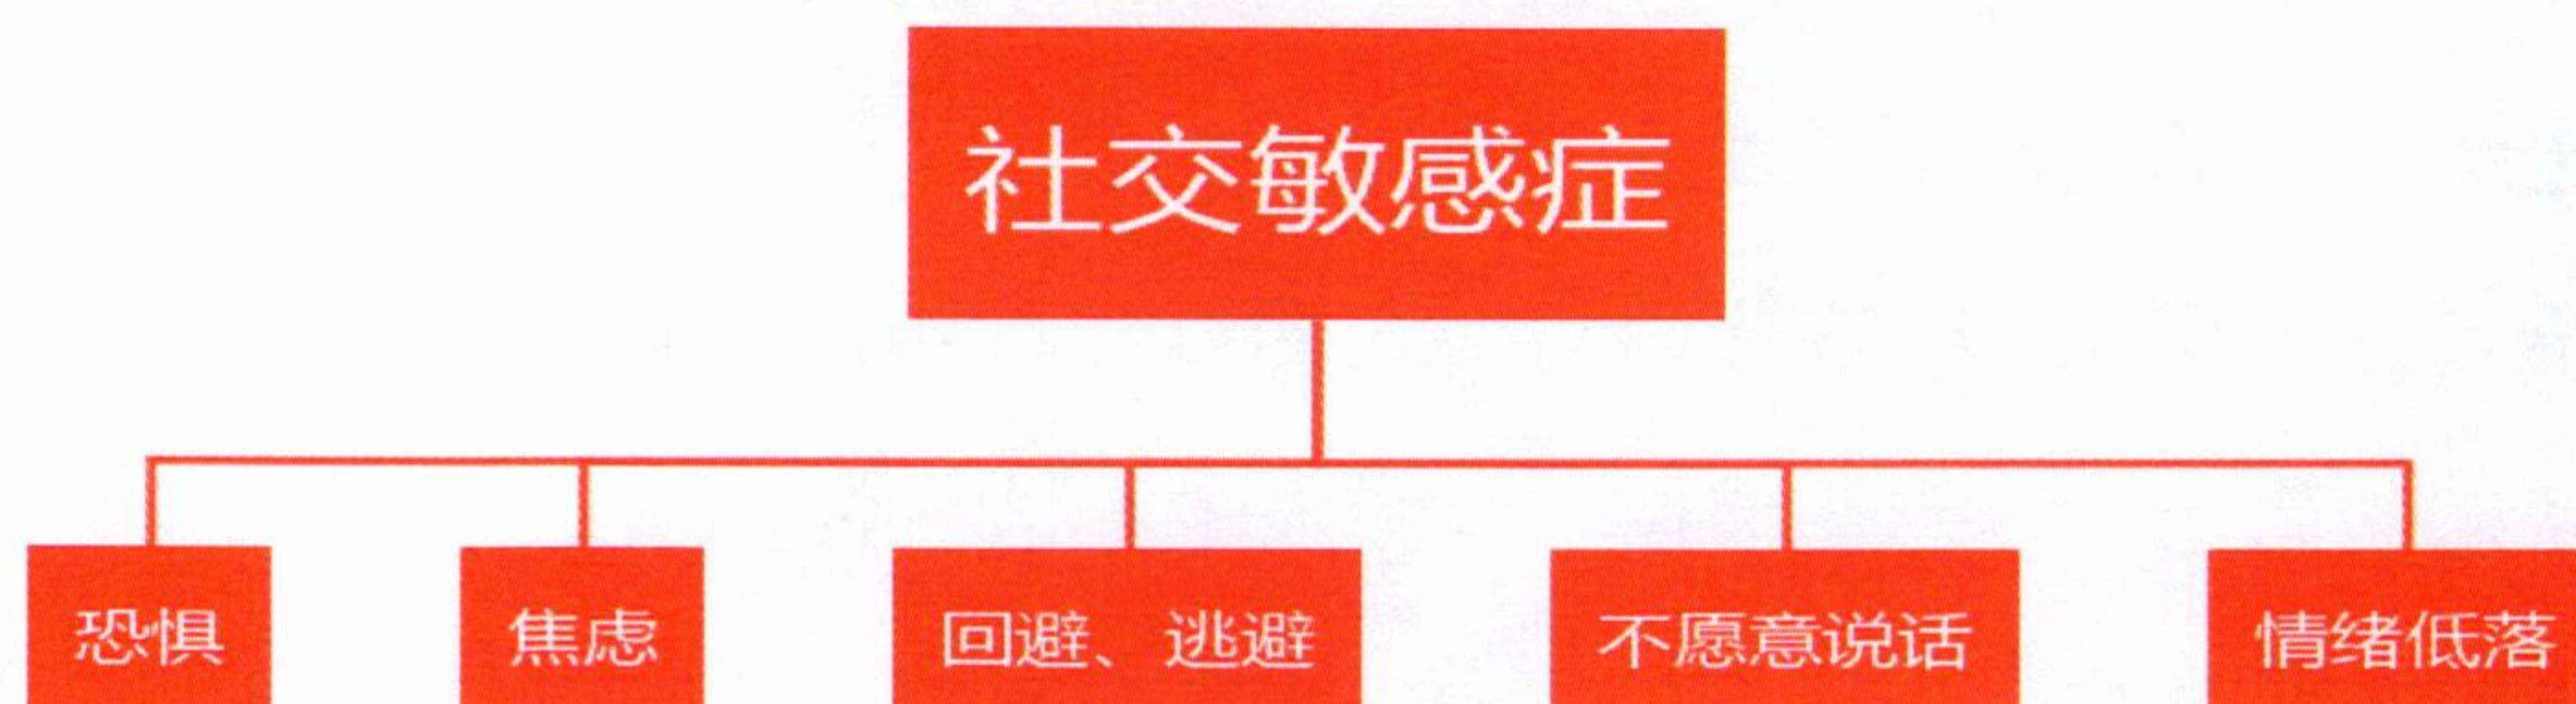 社交敏感症
恐惧
焦虑
回避、逃避
不愿意说话
情绪低落